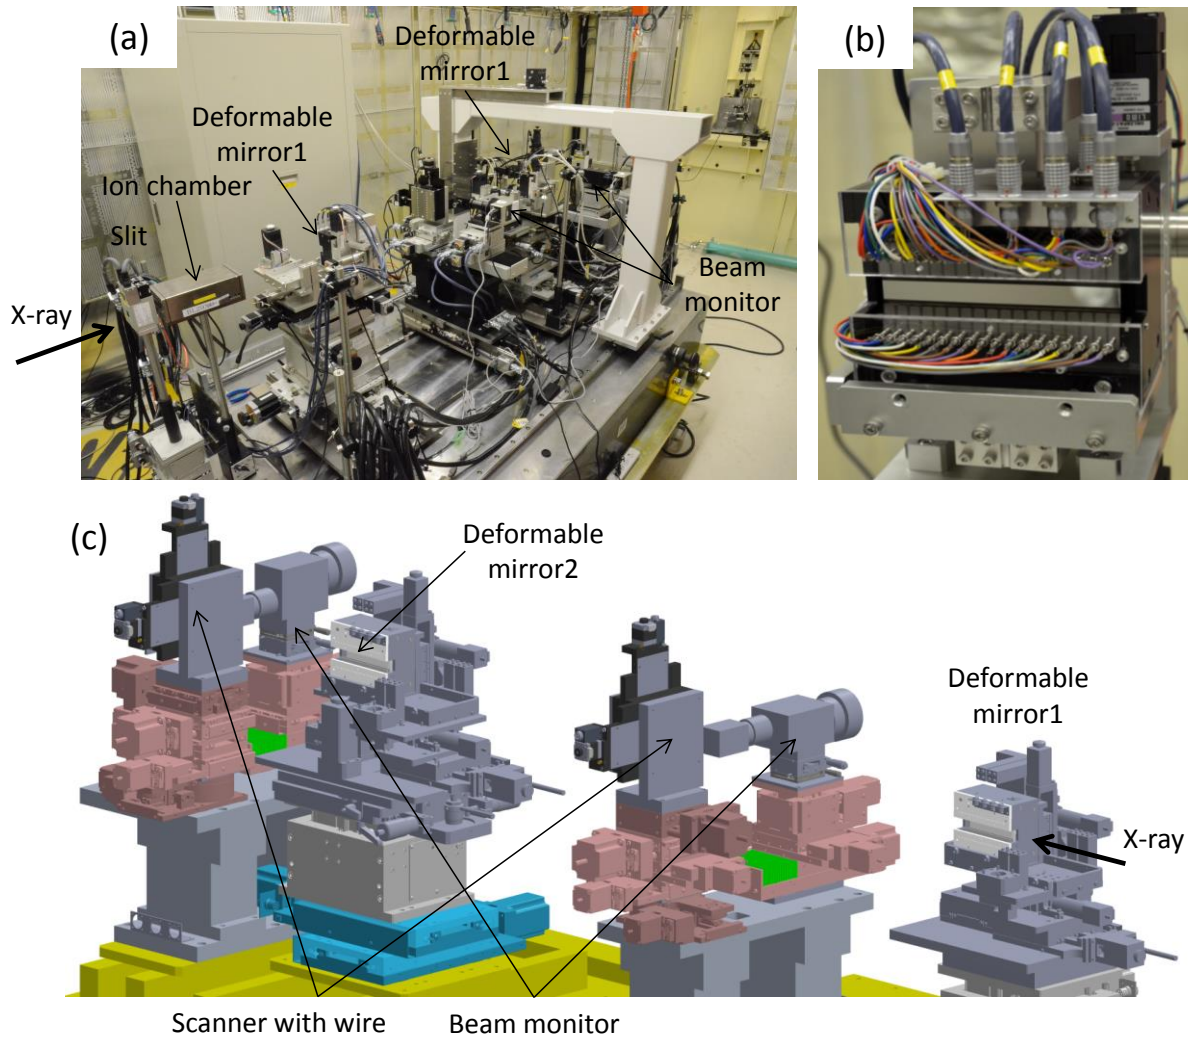 (a)
Deformable
mirror1
(b)
Deformable
mirror1
Ion chamber
Slit
X-ray
Beam
monitor
(c)
Deformable
mirror2
Deformable
mirror1
X-ray
Scanner with wire
Beam monitor